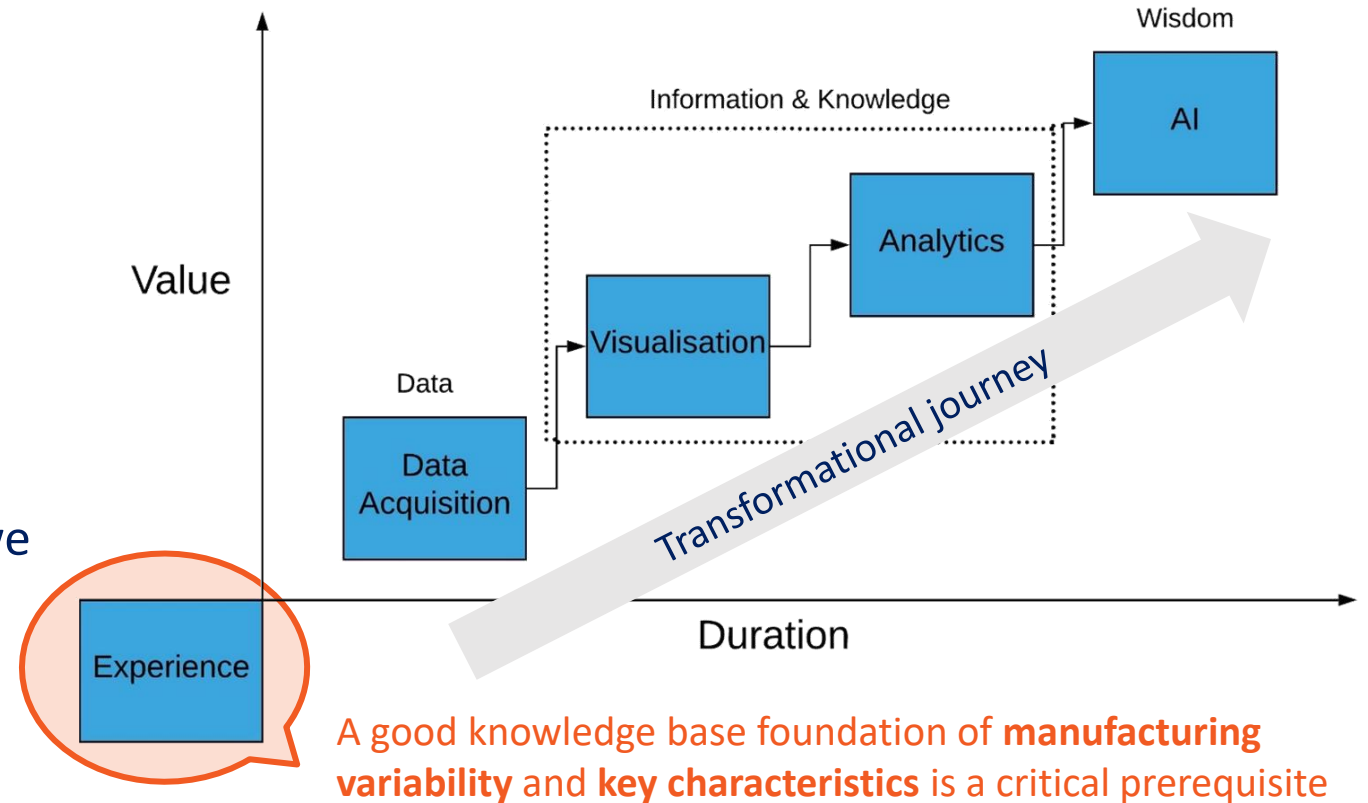 Wisdom
AI
Information & Knowledge
Analytics
Value
Visualisation
Data
Data
Acquisition
Transformational journey
Experience
Duration
A good knowledge base foundation of manufacturing
variability and key characteristics is a critical prerequisite